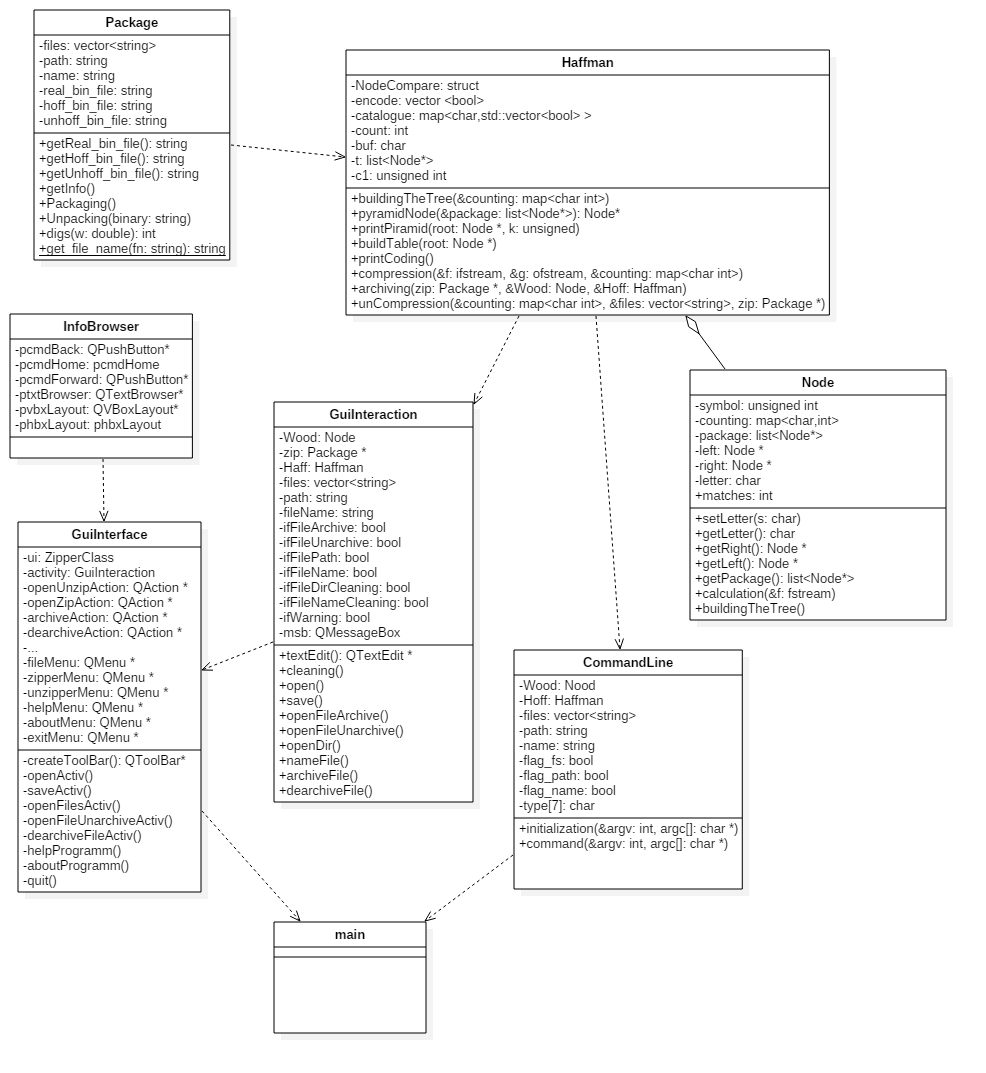 Package
-files: vector<string>
-path: string
-name: string
-real_bin_file: string
-hoff_bin_file: string
-unhoff_bin_file: string
+getReal_bin_file(): string
+getHoff_bin_file(): string
+getUnhoff_bin_file(): string
+getInfo()
+Packaging()
+Unpacking(binary: string)
+digs(w: double): int
+get_file_name(fn: string): string
Haffman
-NodeCompare: struct
-encode: vector <bool>
-catalogue: map<char,std::vector<bool> >
-count: int
-buf: char
-t: list<Node*>
-c1: unsigned int
+buildingTheTree(&counting: map<char int>)
+pyramidNode(&package: list<Node*>): Node*
+printPiramid(root: Node *, k: unsigned)
+buildTable(root: Node *)
+printCoding()
+compression(&f: ifstream, &g: ofstream, &counting: map<char int>)
+archiving(zip: Package *, &Wood: Node, &Hoff: Haffman)
+unCompression(&counting: map<char int>, &files: vector<string>, zip: Package *)
InfoBrowser
-pcmdBack: QPushButton*
-pcmdHome: pcmdHome
-pcmdForward: QPushButton*
-ptxtBrowser: QTextBrowser*
-pvbxLayout: QVBoxLayout*
-phbxLayout: phbxLayout
Node
-symbol: unsigned int
-counting: map<char,int>
-package: list<Node*>
-left: Node *
-right: Node *
-letter: char
+matches: int
+setLetter(s: char)
+getLetter(): char
+getRight(): Node *
+getLeft(): Node *
+getPackage(): list<Node*>
+calculation(&f: fstream)
+buildingTheTree()
GuiInteraction
-Wood: Node
-zip: Package *
-Haff: Haffman
-files: vector<string>
-path: string
-fileName: string
-ifFileArchive: bool
-ifFileUnarchive: bool
-ifFilePath: bool
-ifFileName: bool
-ifFileDirCleaning: bool
-ifFileNameCleaning: bool
-ifWarning: bool
-msb: QMessageBox
+textEdit(): QTextEdit *
+cleaning()
+open()
+save()
+openFileArchive()
+openFileUnarchive()
+openDir()
+nameFile()
+archiveFile()
+dearchiveFile()
GuiInterface
-ui: ZipperClass
-activity: GuiInteraction
-openUnzipAction: QAction *
-openZipAction: QAction *
-archiveAction: QAction *
-dearchiveAction: QAction *
-...
-fileMenu: QMenu *
-zipperMenu: QMenu *
-unzipperMenu: QMenu *
-helpMenu: QMenu *
-aboutMenu: QMenu *
-exitMenu: QMenu *
-createToolBar(): QToolBar*
-openActiv()
-saveActiv()
-openFilesActiv()
-openFileUnarchiveActiv()
-dearchiveFileActiv()
-helpProgramm()
-aboutProgramm()
-quit()
CommandLine
-Wood: Nood
-Hoff: Haffman
-files: vector<string>
-path: string
-name: string
-flag_fs: bool
-flag_path: bool
-flag_name: bool
-type[7]: char
+initialization(&argv: int, argc[]: char *)
+command(&argv: int, argc[]: char *)
main